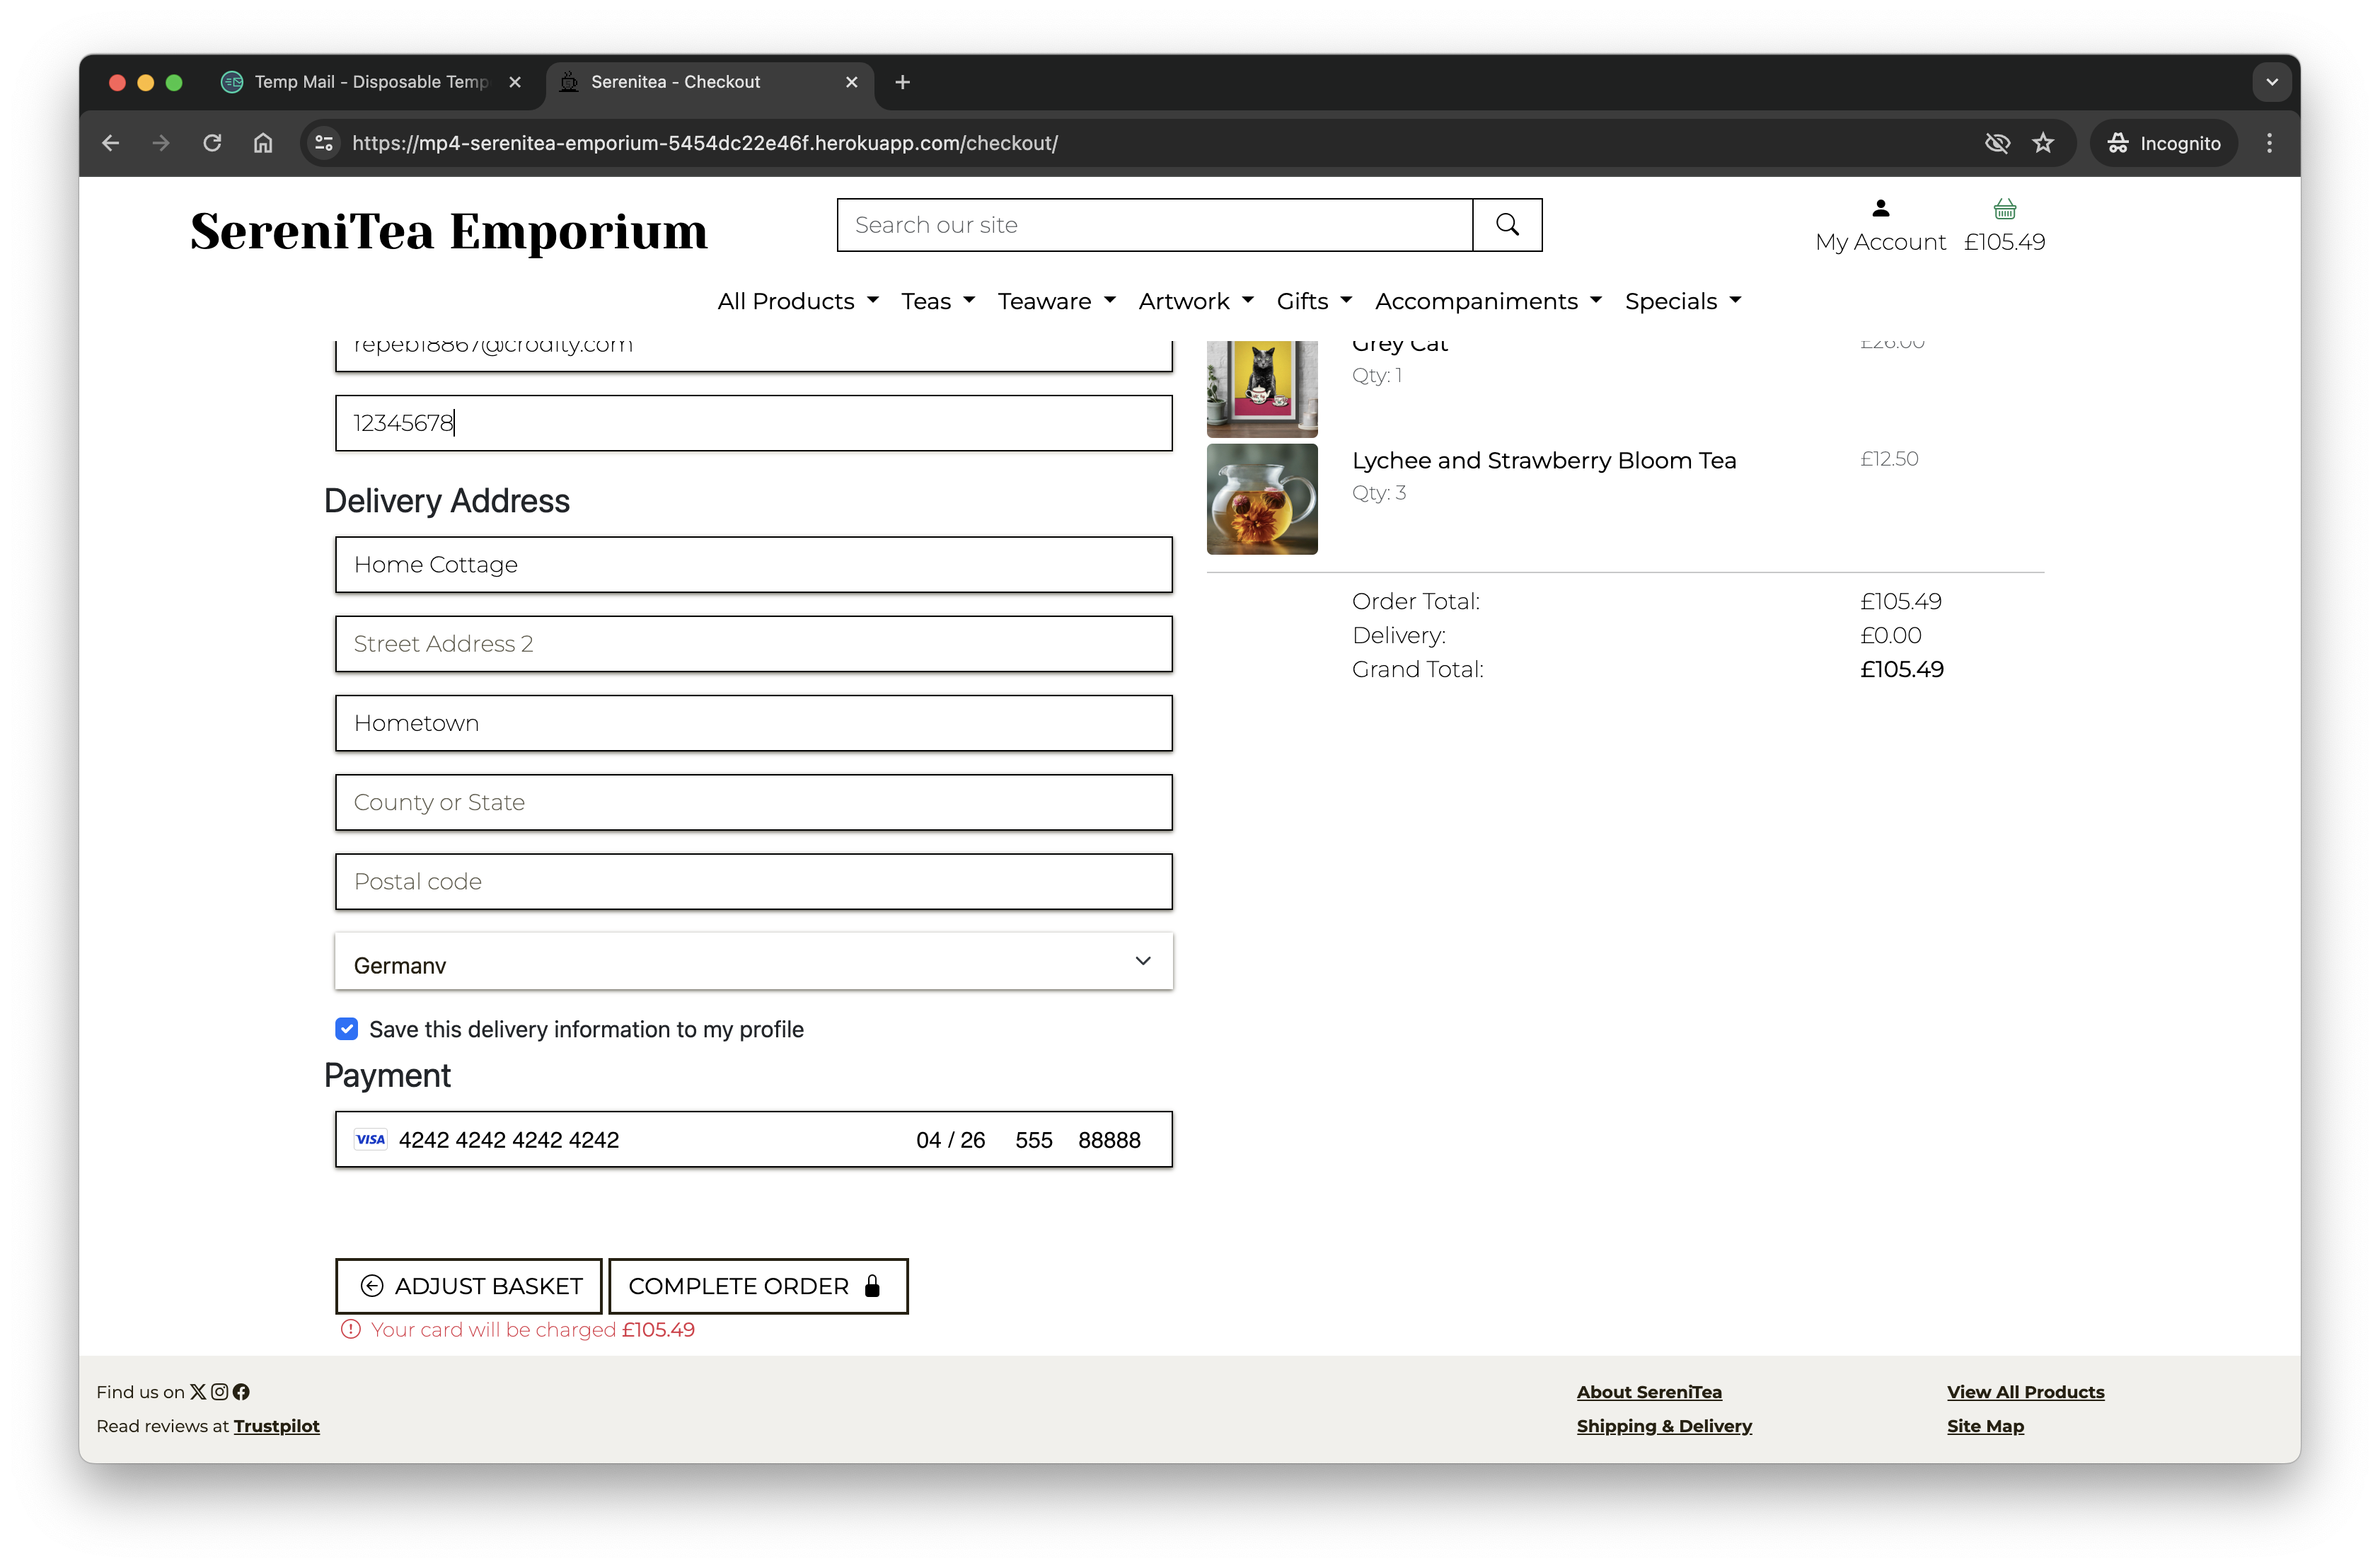 Temp Mail - Disposable Temp
Serenitea - Checkout
https://mp4-serenitea-emporium-5454dc22e46f.herokuapp.com/checkout/
Incognito
SereniTea Emporium
Search our site
My Account
£105.49
All Products
Teas
Teaware
Artwork
Gifts
Accompaniments
Specials
Grey Cat
£26.00
Qty: 1
12345678
Lychee and Strawberry Bloom Tea
£12.50
Qty: 3
Delivery Address
Home Cottage
Street Address 2
Hometown
County or State
Postal code
Germany
Order Total: £105.49
Delivery: £0.00
Grand Total: £105.49
Save this delivery information to my profile
Payment
VISA 4242 4242 4242 4242 04 / 26 555 88888
ADJUST BASKET
COMPLETE ORDER
Your card will be charged £105.49
Find us on
Read reviews at Trustpilot
About SereniTea
Shipping & Delivery
View All Products
Site Map